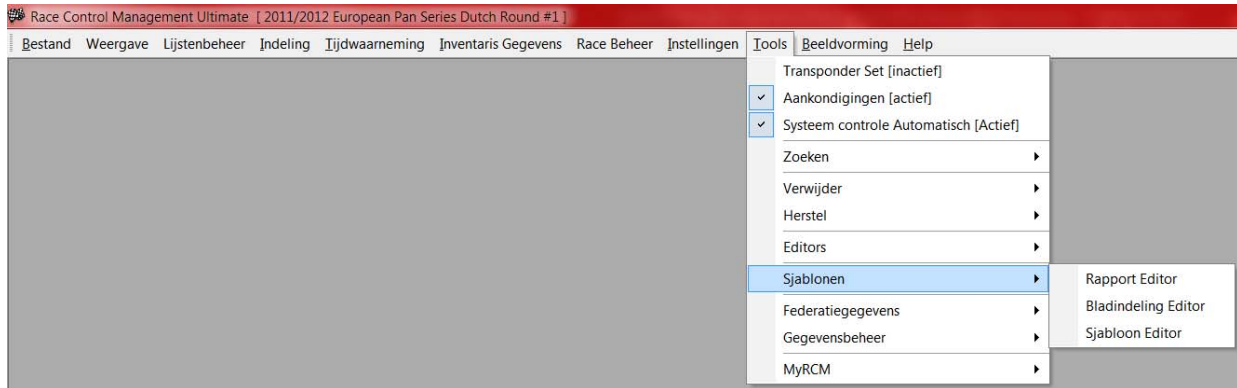 Race Control Management Ultimate [ 2011/2012 European Pan Series Dutch Round #1 ]
Bestand Weergave Lijstenbeheer Indeling Tijdwaarneming Inventaris Gegevens Race Beheer Instellingen Tools Beeldvorming Help
Transponder Set [inactief]
Aankondigingen [actief]
Systeem controle Automatisch [Actief]
Zoeken
Verwijder
Herstel
Editors
Sjablonen
Rapport Editor
Bladindeling Editor
Sjabloon Editor
Federatiegegevens
Gegevensbeheer
MyRCM